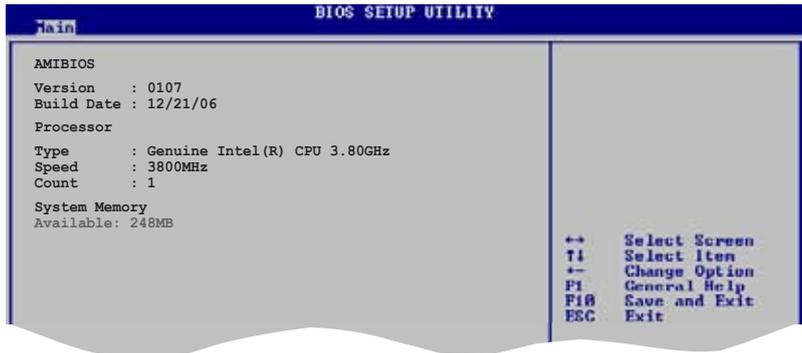 BIOS SETUP UTILITY
Main
AMIBIOS
Version : 0107
Build Date : 12/21/06
Processor
Type : Genuine Intel(R) CPU 3.80GHz
Speed : 3800MHz
Count : 1
System Memory
Available: 248MB
←→ Select Screen
↑↓ Select Item
+- Change Option
F1 General Help
F10 Save and Exit
ESC Exit